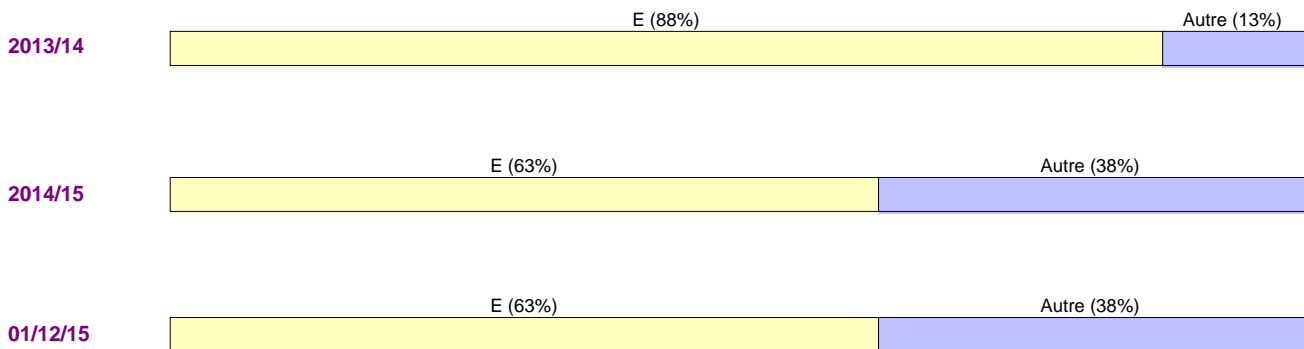 E (88%) Autre (13%)
2013/14
E (63%) Autre (38%)
2014/15
E (63%) Autre (38%)
01/12/15